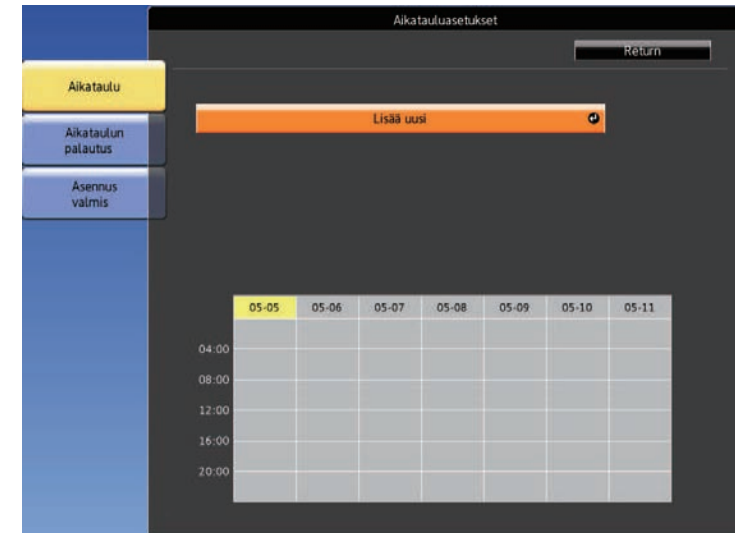 Aikatauluasetukset
Return
Aikataulu
Aikataulun
palautus
Asennus
valmis
Lisää uusi
05-05 05-06 05-07 05-08 05-09 05-10 05-11
04:00
08:00
12:00
16:00
20:00